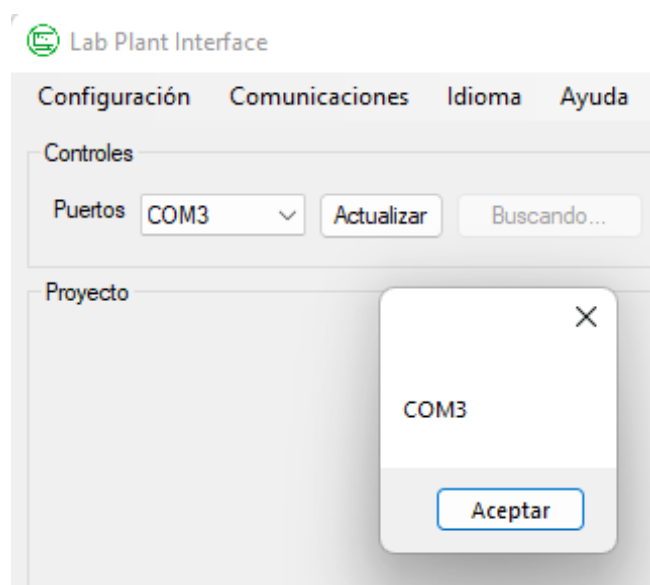 Lab Plant Interface
Configuración Comunicaciones Idioma Ayuda
Controles
Puertos COM3 Actualizar Buscando...
Proyecto
COM3
Aceptar